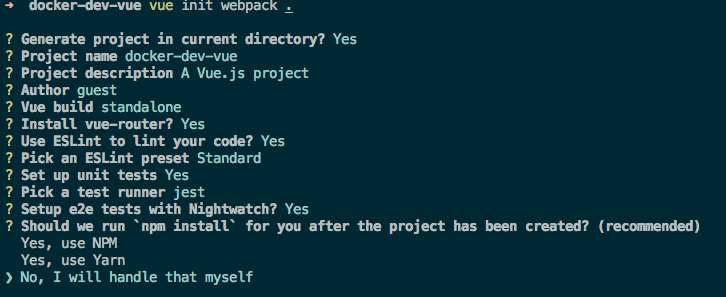 ➜ docker-dev-vue vue init webpack .
? Generate project in current directory? Yes
? Project name docker-dev-vue
? Project description A Vue.js project
? Author guest
? Vue build standalone
? Install vue-router? Yes
? Use ESLint to lint your code? Yes
? Pick an ESLint preset Standard
? Set up unit tests Yes
? Pick a test runner jest
? Setup e2e tests with Nightwatch? Yes
? Should we run `npm install` for you after the project has been created? (recommended)
Yes, use NPM
Yes, use Yarn
❯ No, I will handle that myself